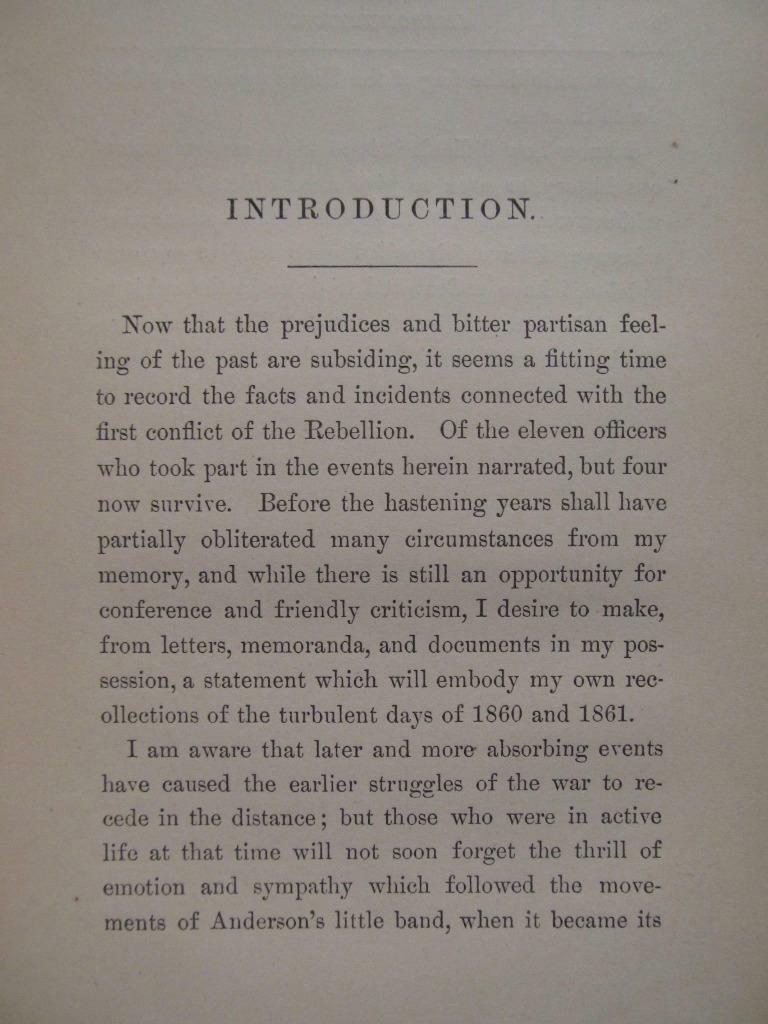 INTRODUCTION.
Now that the prejudices and bitter partisan feel-
ing of the past are subsiding, it seems a fitting time
to record the facts and incidents connected with the
first conflict of the Rebellion. Of the eleven officers
who took part in the events herein narrated, but four
now survive. Before the hastening years shall have
partially obliterated many circumstances from my
memory, and while there is still an opportunity for
conference and friendly criticism, I desire to make,
from letters, memoranda, and documents in my pos-
session, a statement which will embody my own rec-
ollections of the turbulent days of 1860 and 1861.
I am aware that later and more absorbing events
have caused the earlier struggles of the war to re-
cede in the distance; but those who were in active
life at that time will not soon forget the thrill of
emotion and sympathy which followed the move-
ments of Anderson's little band, when it became its